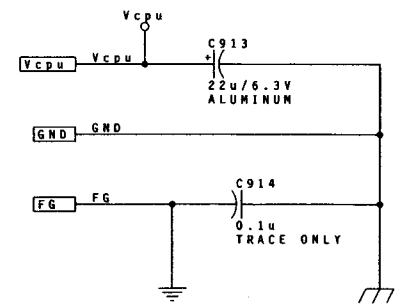 Vcpu
C913
Vcpu Vcpu
+
22u/6.3V
ALUMINUM
GND GND
C914
FG FG
0.1u
TRACE ONLY